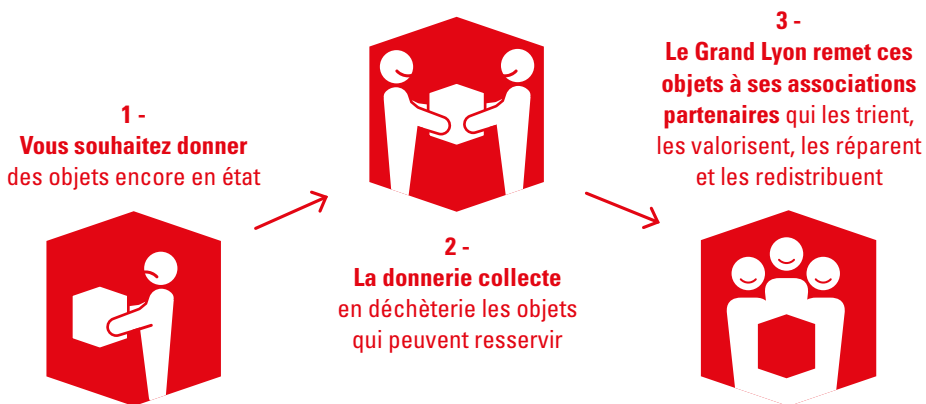 1 -
Vous souhaitez donner
des objets encore en état
2 -
La donnerie collecte
en déchèterie les objets
qui peuvent resservir
3 -
Le Grand Lyon remet ces
objets à ses associations
partenaires qui les trient,
les valorisent, les réparent
et les redistribuent